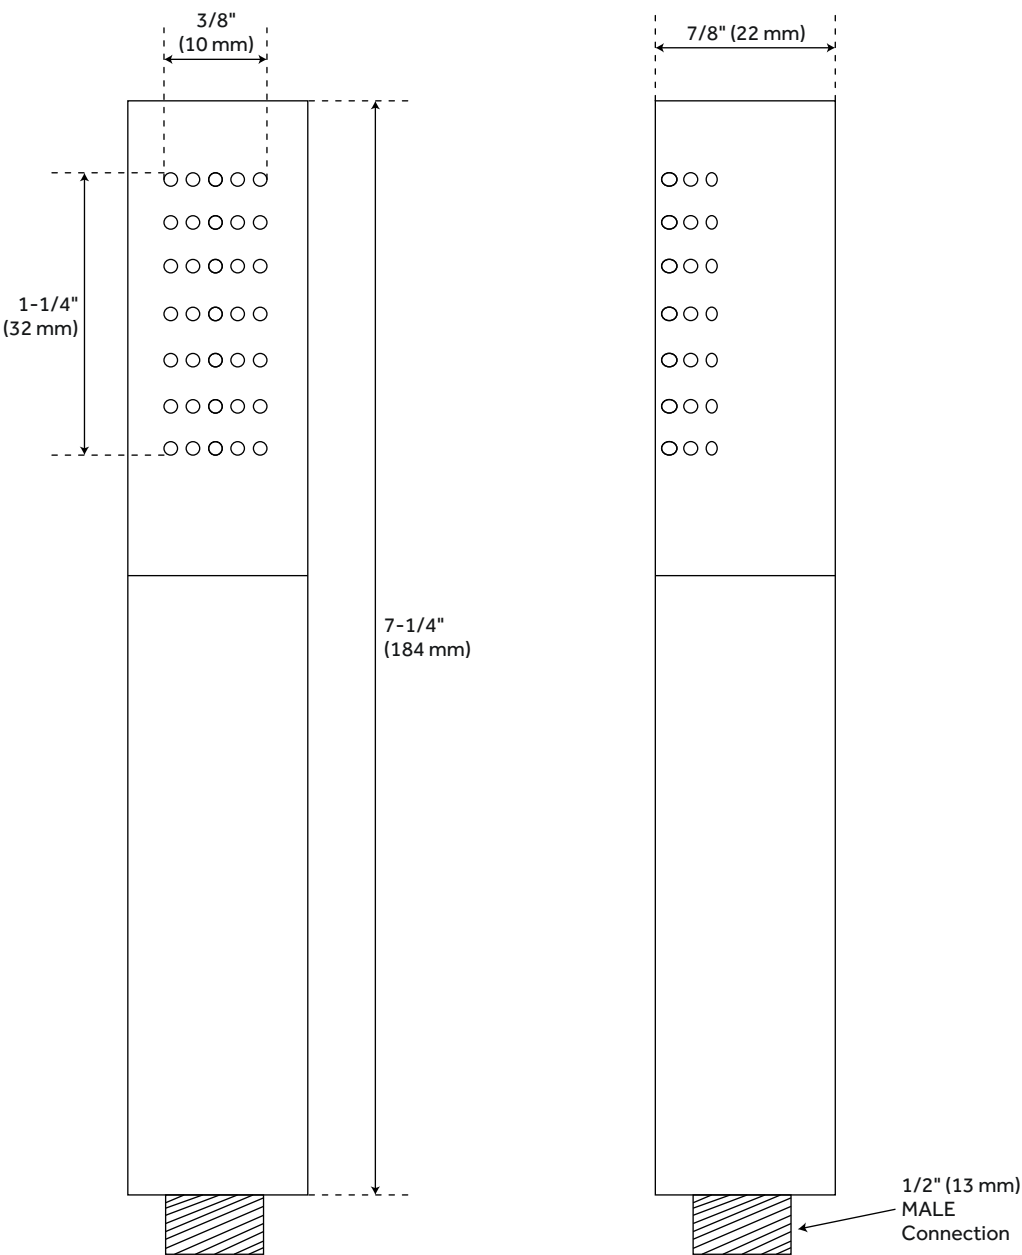 3/8"
(10 mm)
7/8" (22 mm)
1-1/4"
(32 mm)
7-1/4"
(184 mm)
1/2" (13 mm)
MALE
Connection